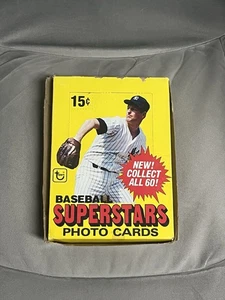 15¢
NEW!
COLLECT
ALL 60!
BASEBALL
SUPERSTARS
PHOTO CARDS